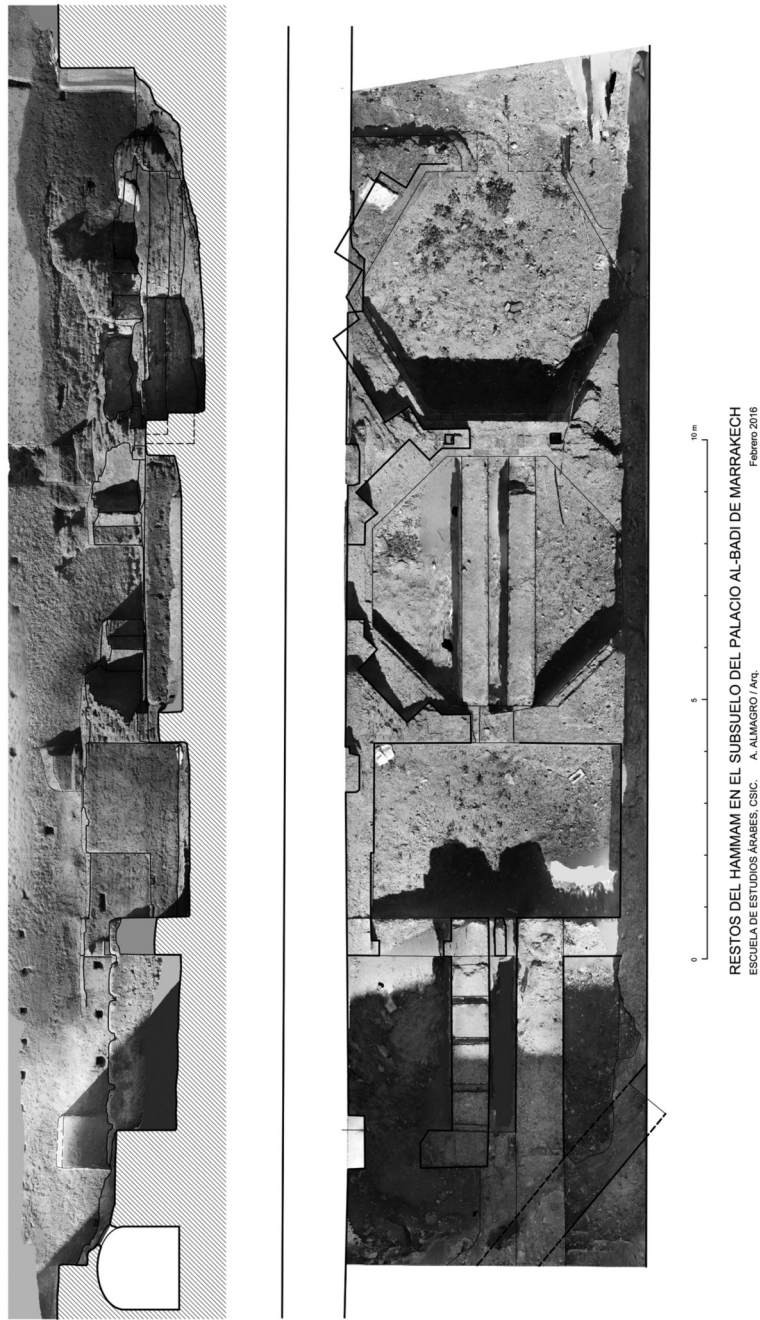 0
5
10 m
RESTOS DEL HAMMAM EN EL SUBSUELO DEL PALACIO AL-BADI DE MARRAKECH
ESCUELA DE ESTUDIOS ÁRABES, CSIC. A. ALMAGRO / Arq. Febrero 2016